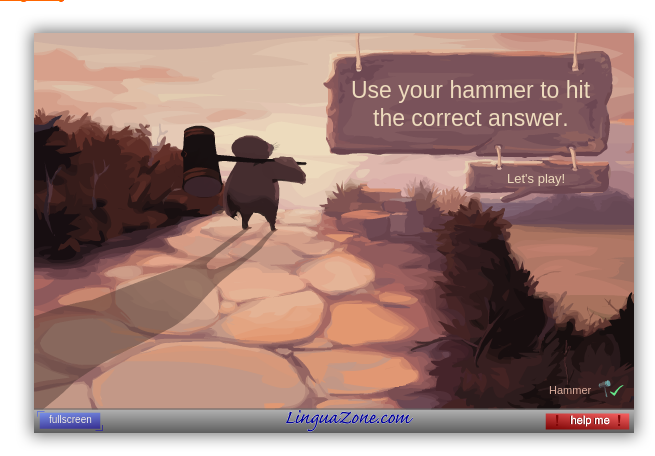 Use your hammer to hit
the correct answer.
Let's play!
Hammer
fullscreen
LinguaZone.com
! help me !